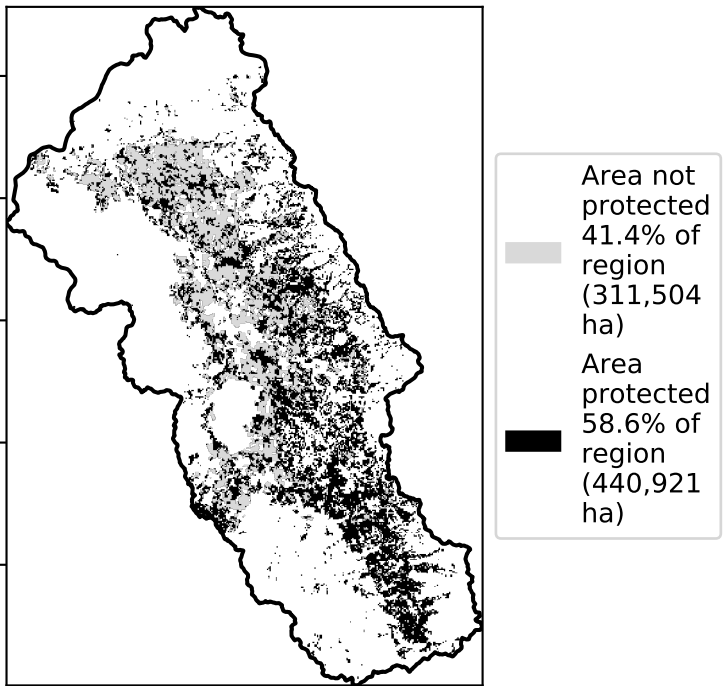 Area not
protected
41.4% of
region
(311,504
ha)
Area
protected
58.6% of
region
(440,921
ha)